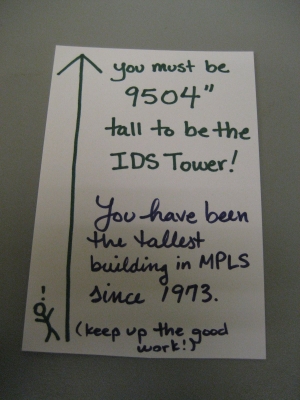 you must be
9504"
tall to be the
IDS Tower!
You have been
the tallest
building in MPLS
since 1973.
(keep up the good
work!)